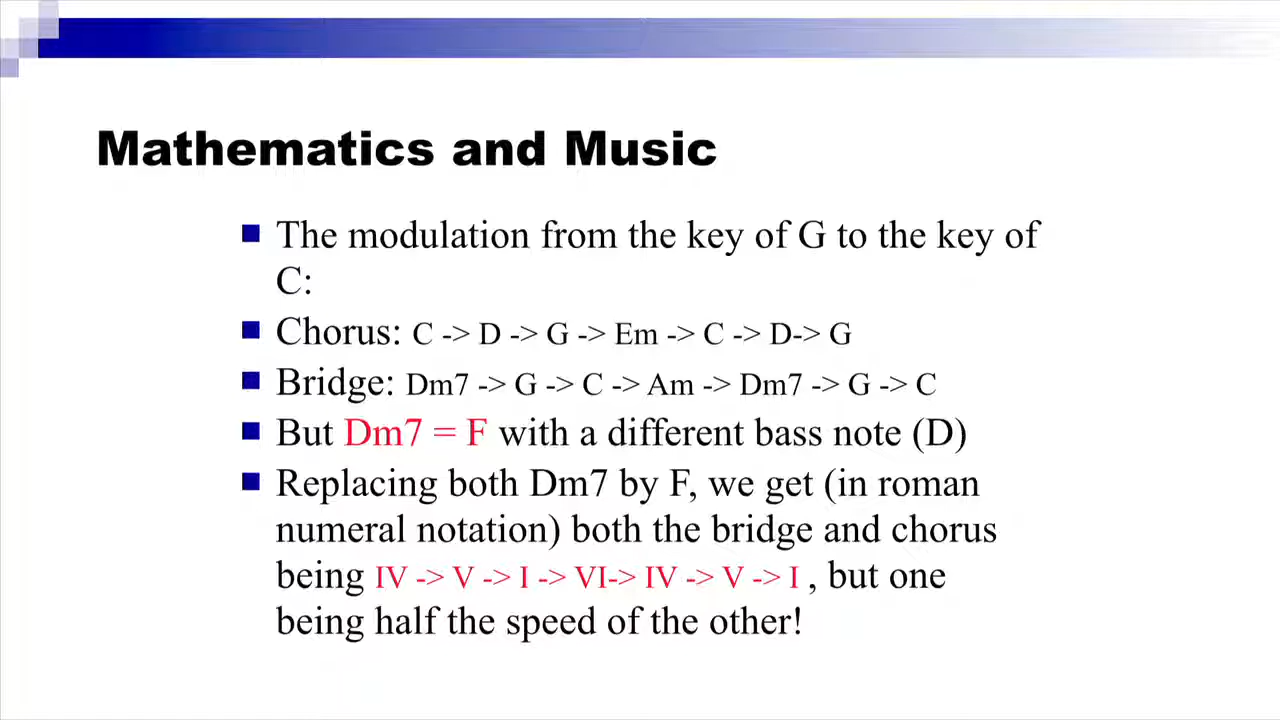 Mathematics and Music
The modulation from the key of G to the key of
C:
Chorus: C -> D -> G -> Em -> C -> D-> G
Bridge: Dm7 -> G -> C -> Am -> Dm7 -> G -> C
But Dm7 = F with a different bass note (D)
Replacing both Dm7 by F, we get (in roman
numeral notation) both the bridge and chorus
being IV -> V -> I -> VI-> IV -> V -> I , but one
being half the speed of the other!